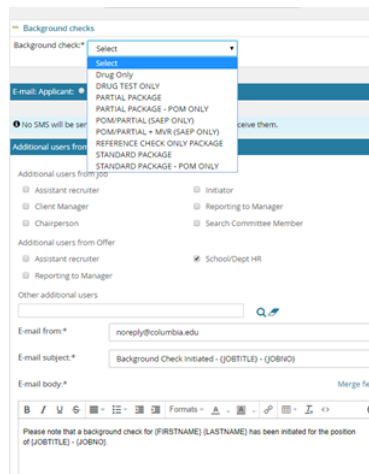 Background checks
Background check:* Select
Select
Drug Only
DRUG TEST ONLY
PARTIAL PACKAGE
PARTIAL PACKAGE - POM ONLY
POM/PARTIAL (SAEP ONLY)
POM/PARTIAL + MVR (SAEP ONLY)
REFERENCE CHECK ONLY PACKAGE
STANDARD PACKAGE
STANDARD PACKAGE - POM ONLY
E-mail: Applicant:
No SMS will be ceive them.
Additional users from
Additional users from Job
Assistant recruiter Initiator
Client Manager Reporting to Manager
Chairperson Search Committee Member
Additional users from Offer
Assistant recruiter School/Dept HR
Reporting to Manager
Other additional users
E-mail from:* noreply@columbia.edu
E-mail subject:* Background Check Initiated - {JOBTITLE} - {JOBNO}
E-mail body:* Merge
B I U S Formats A A
Please note that a background check for {FIRSTNAME} {LASTNAME} has been initiated for the position
of {JOBTITLE} - {JOBNO}.